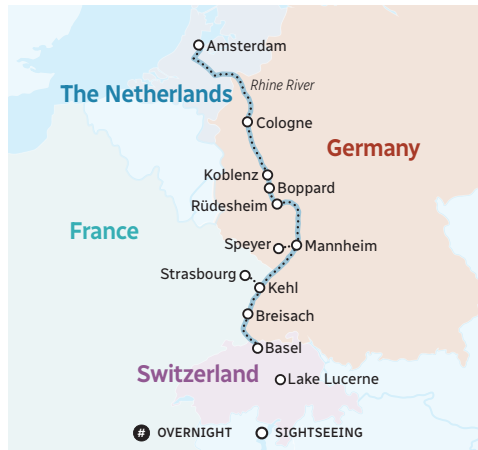 Amsterdam
Rhine River
The Netherlands
Cologne
Germany
Koblenz
Boppard
Rüdesheim
France
Speyer
Mannheim
Strasbourg
Kehl
Breisach
Basel
Switzerland
Lake Lucerne
# OVERNIGHT
SIGHTSEEING